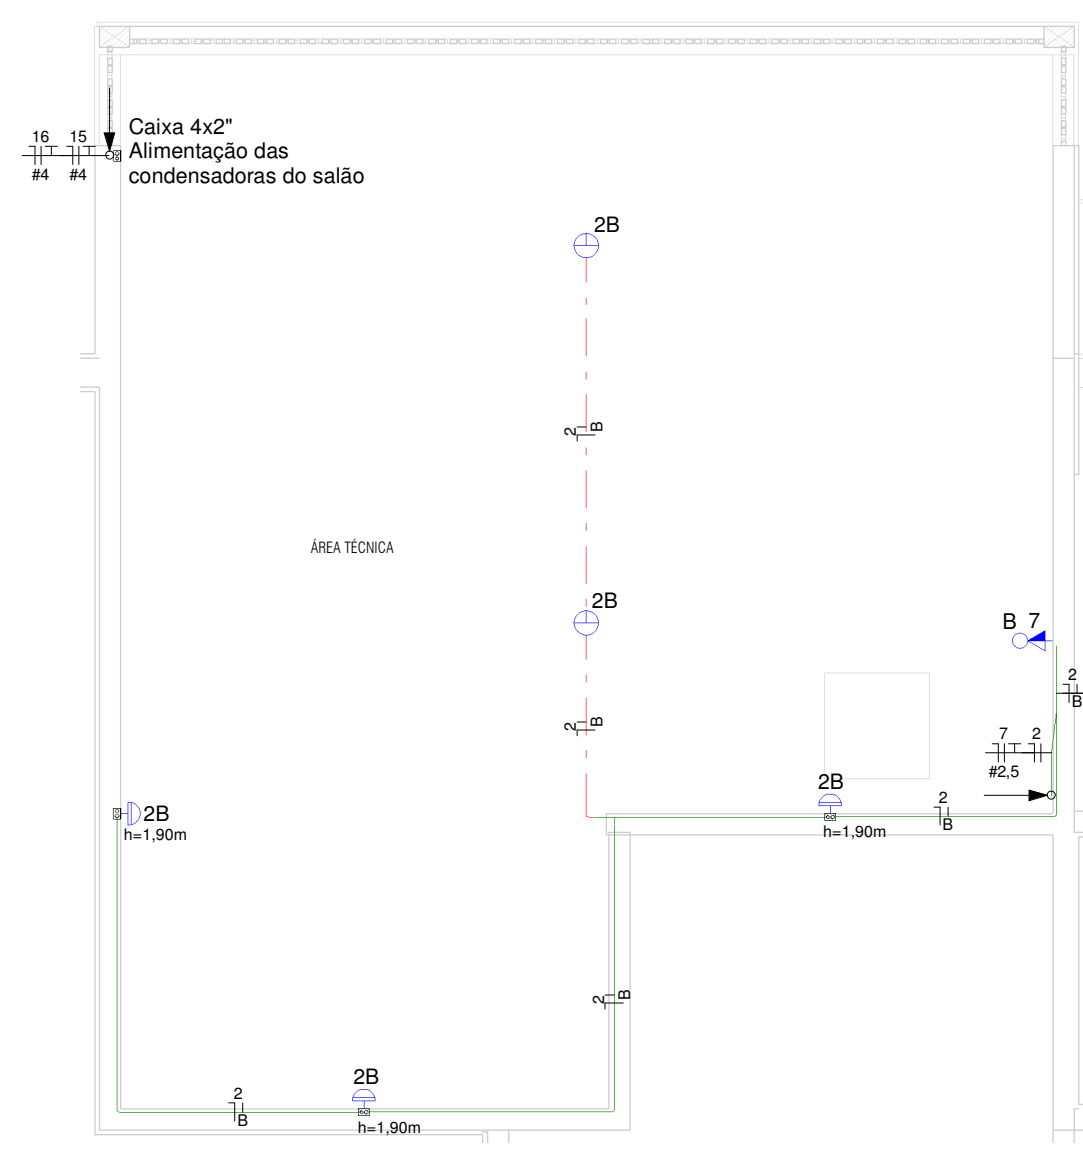 16 15
#4 #4
Caixa 4x2"
Alimentação das
condensadoras do salão
2B
2
B
ÁREA TÉCNICA
2B
B 7
2
B
2
B
7 2
#2,5
2B
h=1,90m
2
B
2B
h=1,90m
2
B
2B
h=1,90m
2
B